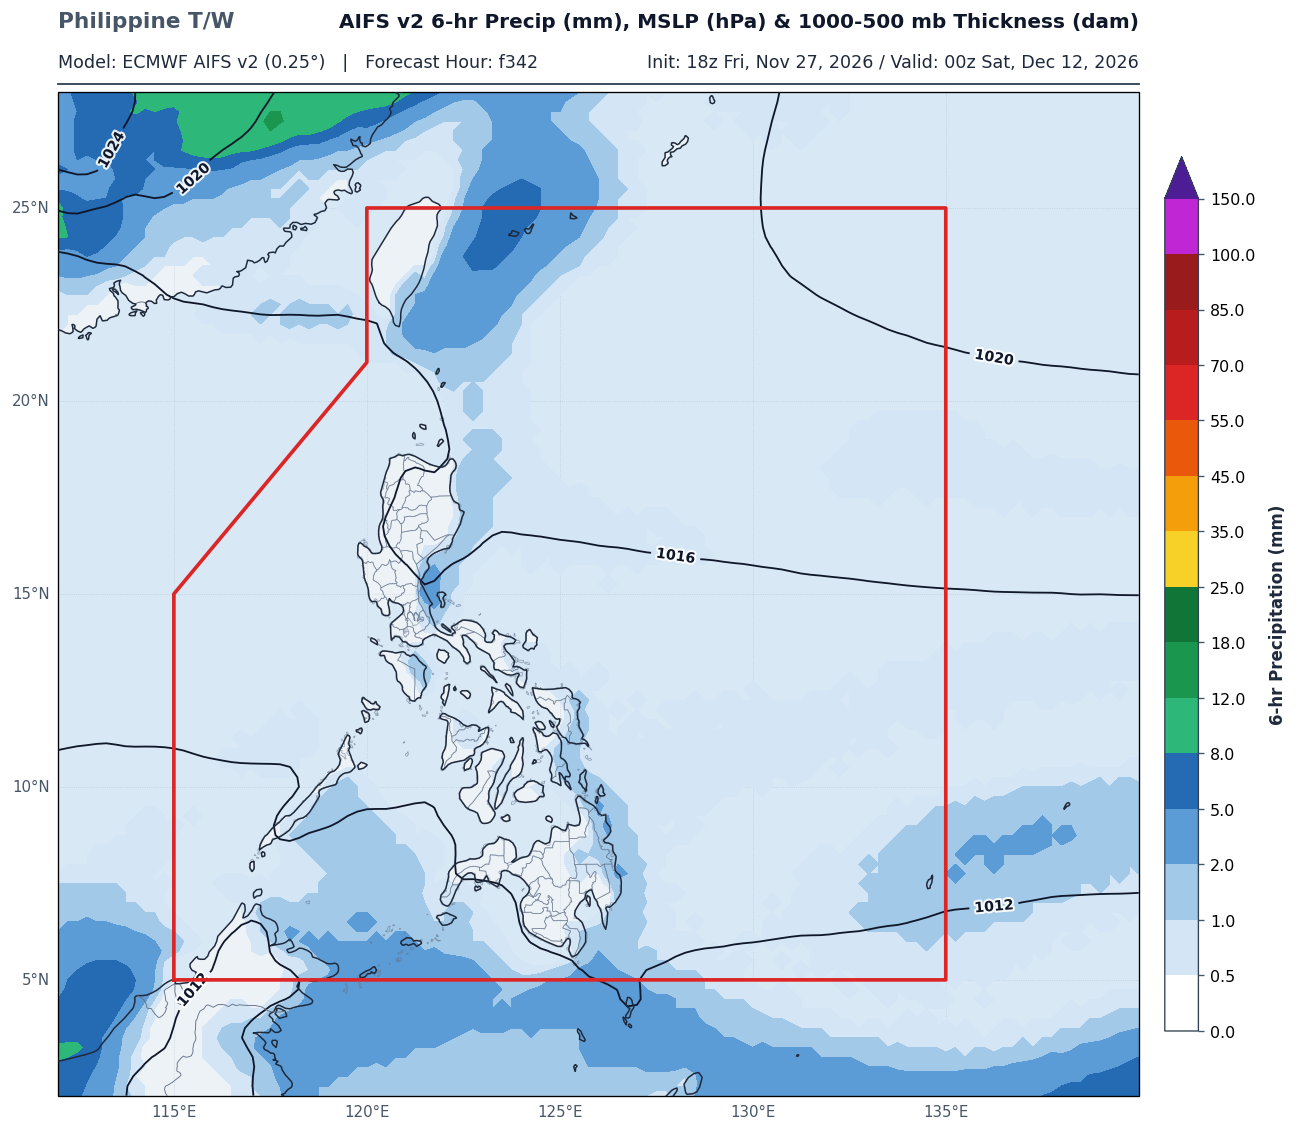 Philippine T/W
AIFS v2 6-hr Precip (mm), MSLP (hPa) & 1000-500 mb Thickness (dam)
Model: ECMWF AIFS v2 (0.25°) | Forecast Hour: f342
Init: 18z Fri, Nov 27, 2026 / Valid: 00z Sat, Dec 12, 2026
1024
1020
1020
1016
1012
1012
25°N
20°N
15°N
10°N
5°N
115°E
120°E
125°E
130°E
135°E
150.0
100.0
85.0
70.0
55.0
45.0
35.0
25.0
18.0
12.0
8.0
5.0
2.0
1.0
0.5
0.0
6-hr Precipitation (mm)